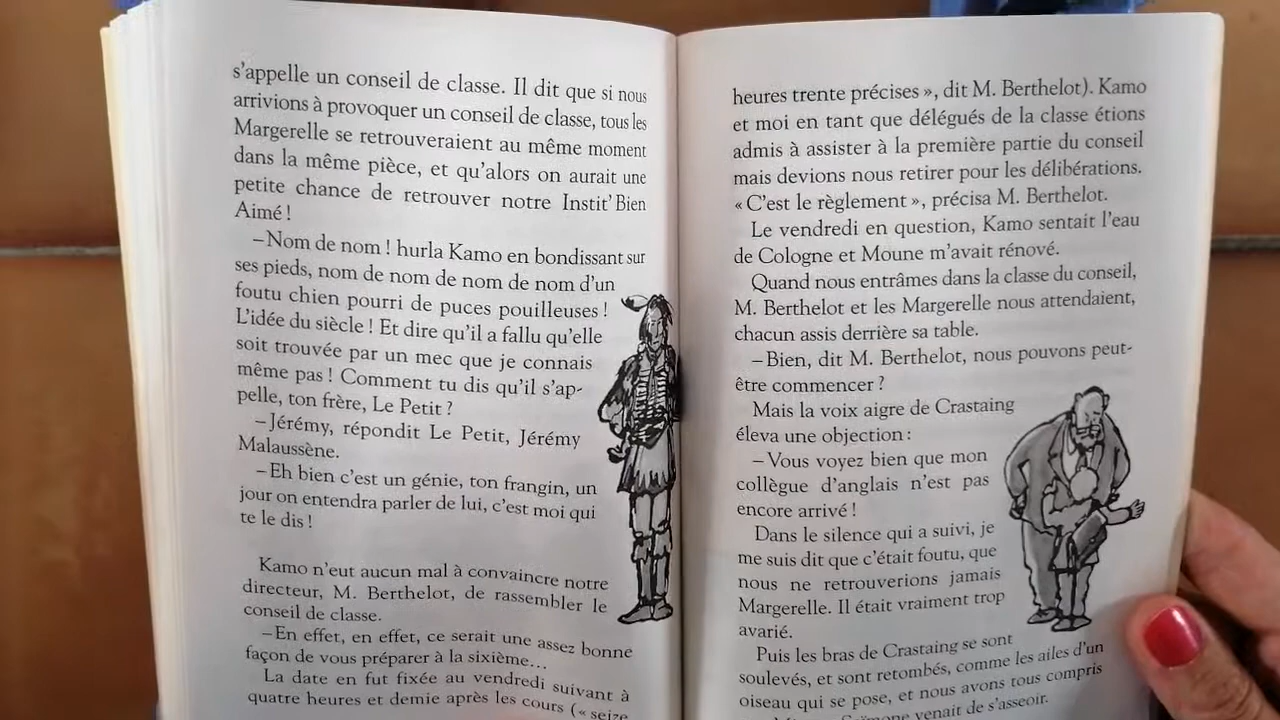 s'appelle un conseil de classe. Il dit que si nous
arrivions à provoquer un conseil de classe, tous les
Margerelle se retrouveraient au même moment
dans la même pièce, et qu'alors on aurait une
petite chance de retrouver notre Instit' Bien
Aimé !
– Nom de nom ! hurla Kamo en bondissant sur
ses pieds, nom de nom de nom de nom d'un
foutu chien pourri de puces pouilleuses !
L'idée du siècle ! Et dire qu'il a fallu qu'elle
soit trouvée par un mec que je connais
même pas ! Comment tu dis qu'il s'ap-
pelle, ton frère, Le Petit ?
– Jérémy, répondit Le Petit, Jérémy
Malaussène.
– Eh bien c'est un génie, ton frangin, un
jour on entendra parler de lui, c'est moi qui
te le dis !
Kamo n'eut aucun mal à convaincre notre
directeur, M. Berthelot, de rassembler le
conseil de classe.
– En effet, en effet, ce serait une assez bonne
façon de vous préparer à la sixième…
La date en fut fixée au vendredi suivant à
quatre heures et demie après les cours (« seize
heures trente précises », dit M. Berthelot). Kamo
et moi en tant que délégués de la classe étions
admis à assister à la première partie du conseil
mais devions nous retirer pour les délibérations.
« C'est le règlement », précisa M. Berthelot.
Le vendredi en question, Kamo sentait l'eau
de Cologne et Moune m'avait rénové.
Quand nous entrâmes dans la classe du conseil,
M. Berthelot et les Margerelle nous attendaient,
chacun assis derrière sa table.
– Bien, dit M. Berthelot, nous pouvons peut-
être commencer ?
Mais la voix aigre de Crastaing
éleva une objection :
– Vous voyez bien que mon
collègue d'anglais n'est pas
encore arrivé !
Dans le silence qui a suivi, je
me suis dit que c'était foutu, que
nous ne retrouverions jamais
Margerelle. Il était vraiment trop
avarié.
Puis les bras de Crastaing se sont
soulevés, et sont retombés, comme les ailes d'un
oiseau qui se pose, et nous avons tous compris
venait de s'asseoir.